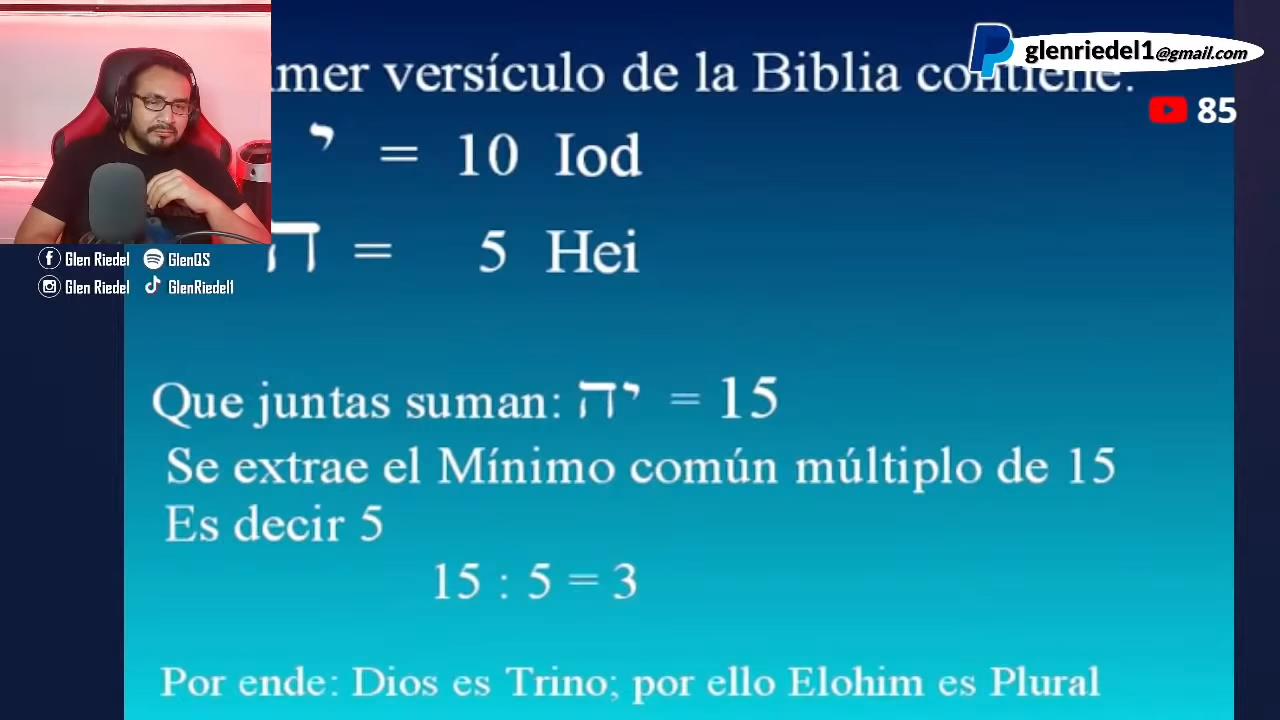 mer versículo de la Biblia contiene:
glenriedel1@gmail.com
85
י = 10 Iod
ה = 5 Hei
Glen Riedel GlenQS
Glen Riedel GlenRiedel1
Que juntas suman: יה = 15
Se extrae el Mínimo común múltiplo de 15
Es decir 5
15 : 5 = 3
Por ende: Dios es Trino; por ello Elohim es Plural